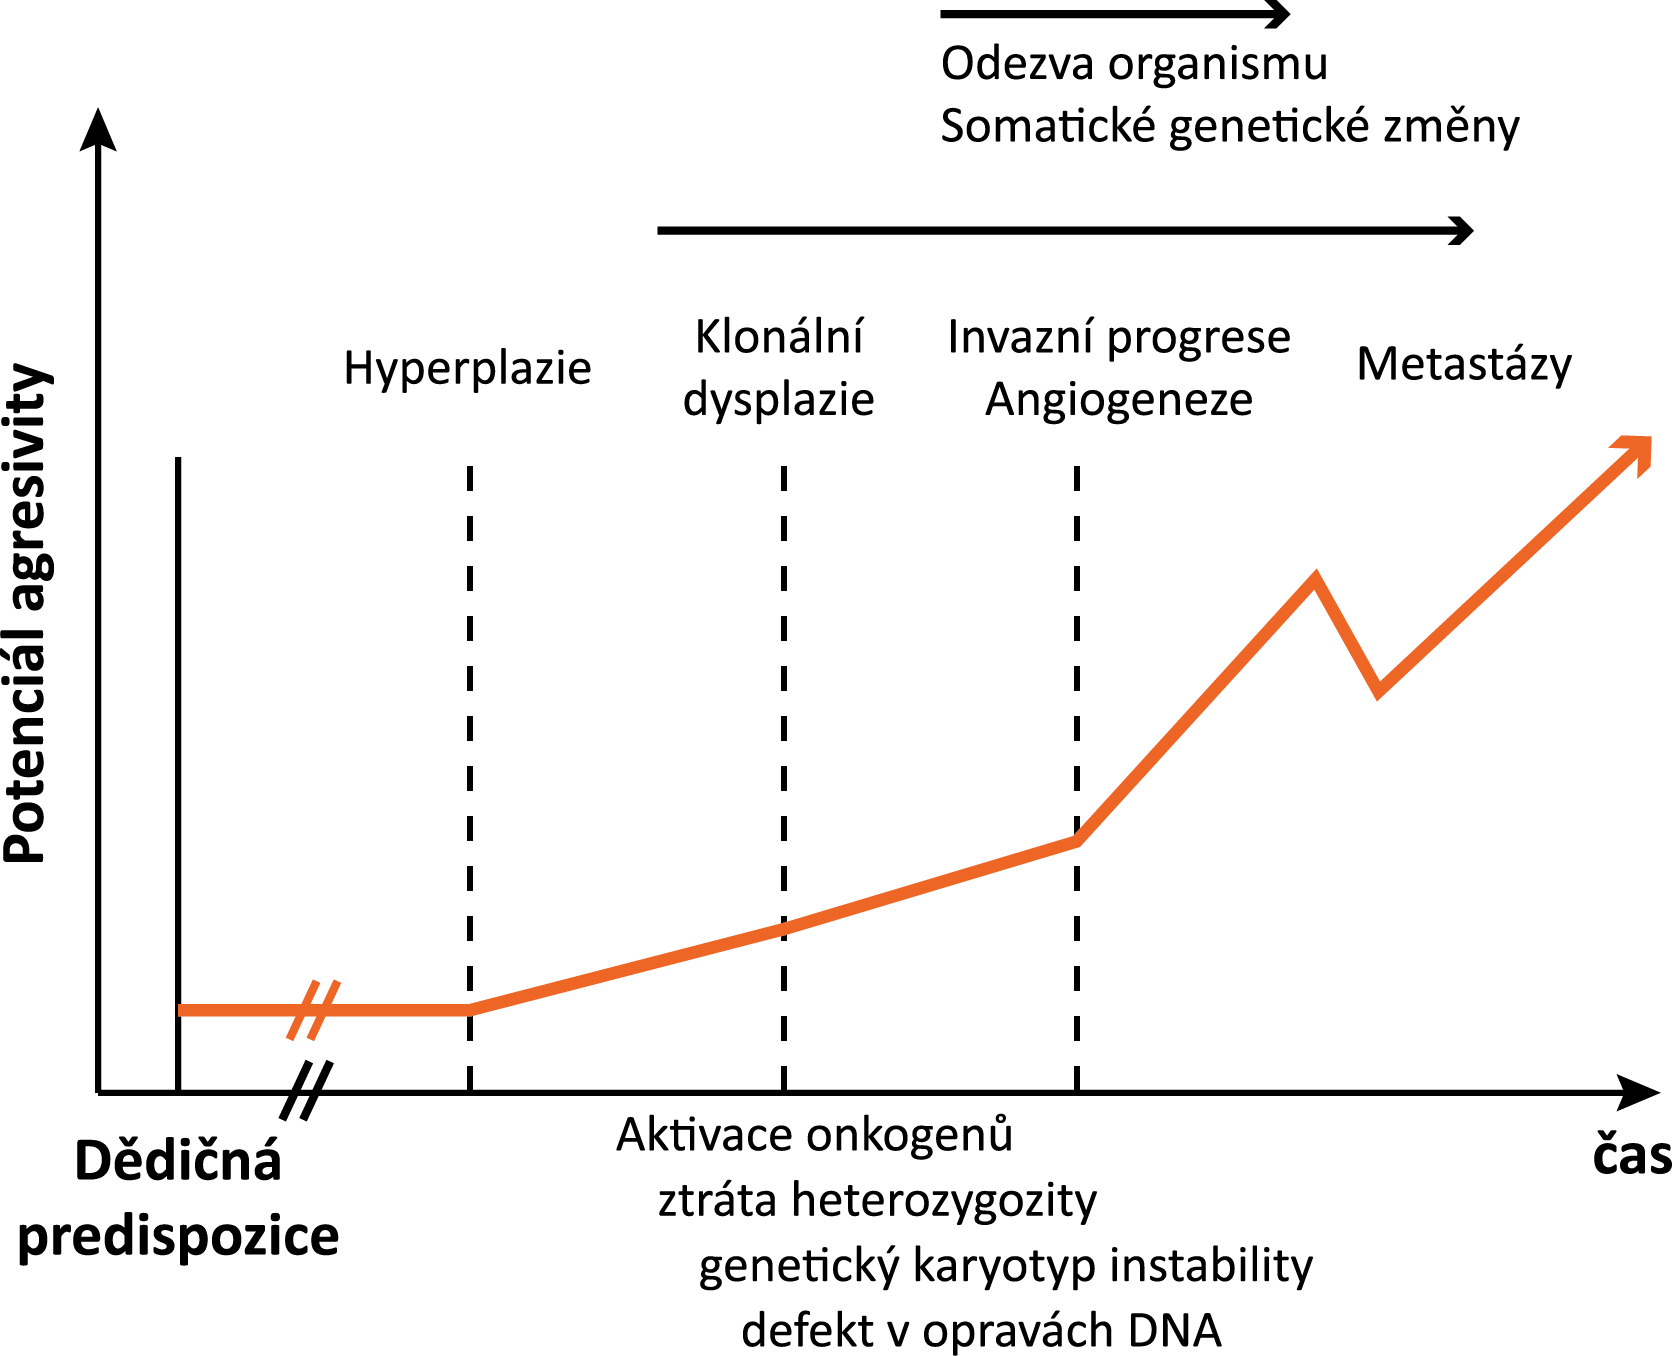 Odezva organismu
Somatické genetické změny
Hyperplazie
Klonální
dysplazie
Invazní progrese
Angiogeneze
Metastázy
Potenciál agresivity
Dědičná
predispozice
čas
Aktivace onkogenů
ztráta heterozygozity
genetický karyotyp instability
defekt v opravách DNA